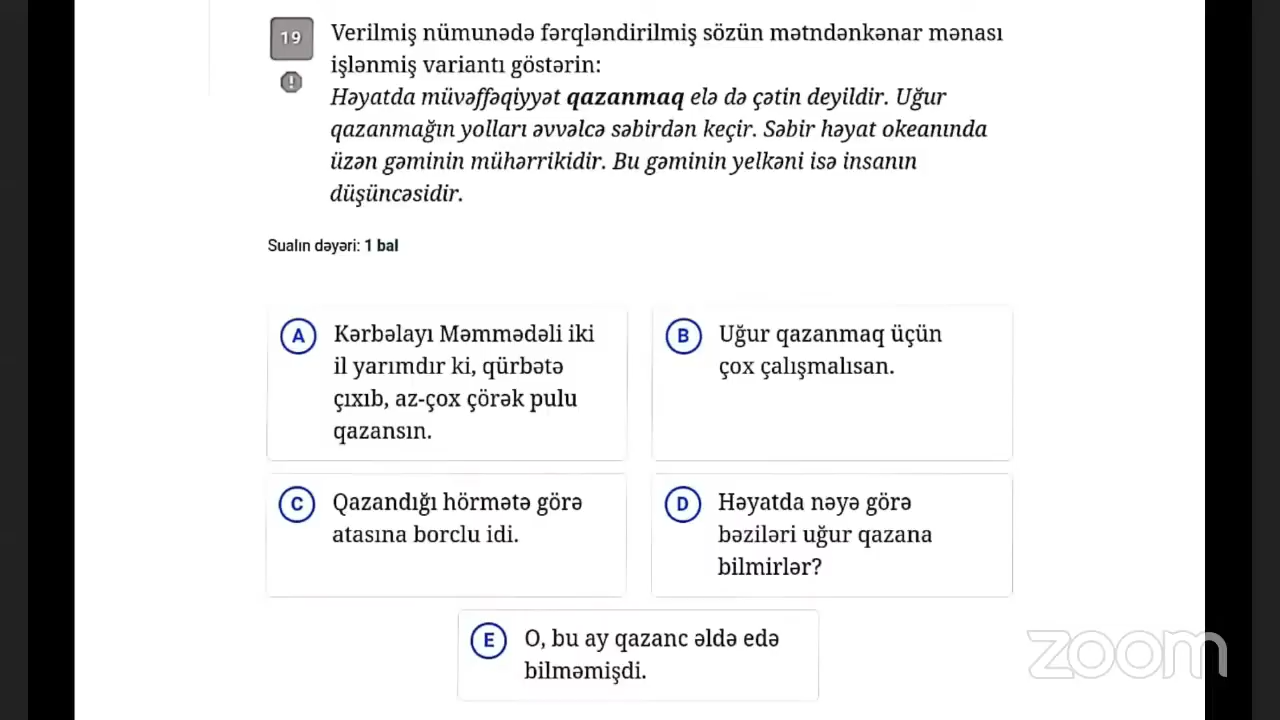 19
Verilmiş nümunədə fərqləndirilmiş sözün mətndənkənar mənası
işlənmiş variantı göstərin:
Həyatda müvəffəqiyyət qazanmaq elə də çətin deyildir. Uğur
qazanmağın yolları əvvəlcə səbirdən keçir. Səbir həyat okeanında
üzən gəminin mühərrikidir. Bu gəminin yelkəni isə insanın
düşüncəsidir.
Sualın dəyəri: 1 bal
A
Kərbəlayı Məmmədəli iki
il yarımdır ki, qürbətə
çıxıb, az-çox çörək pulu
qazansın.
B
Uğur qazanmaq üçün
çox çalışmalısan.
C
Qazandığı hörmətə görə
atasına borclu idi.
D
Həyatda nəyə görə
bəziləri uğur qazana
bilmirlər?
E
O, bu ay qazanc əldə edə
bilməmişdi.
zoom